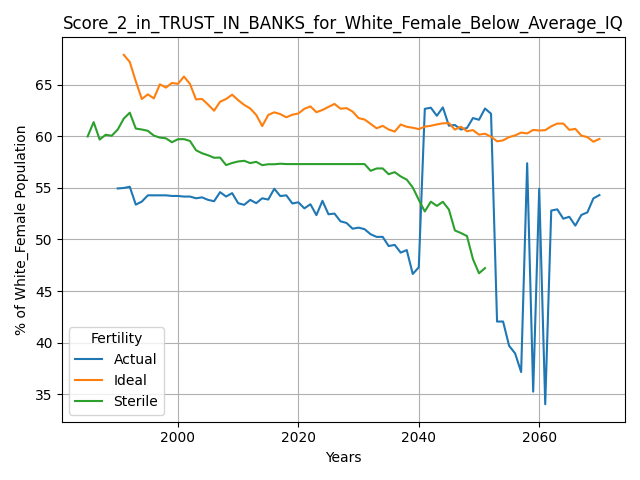 Score_2_in_TRUST_IN_BANKS_for_White_Female_Below_Average_IQ
% of White_Female Population
65
60
55
50
45
40
35
Fertility
Actual
Ideal
Sterile
2000 2020 2040 2060
Years